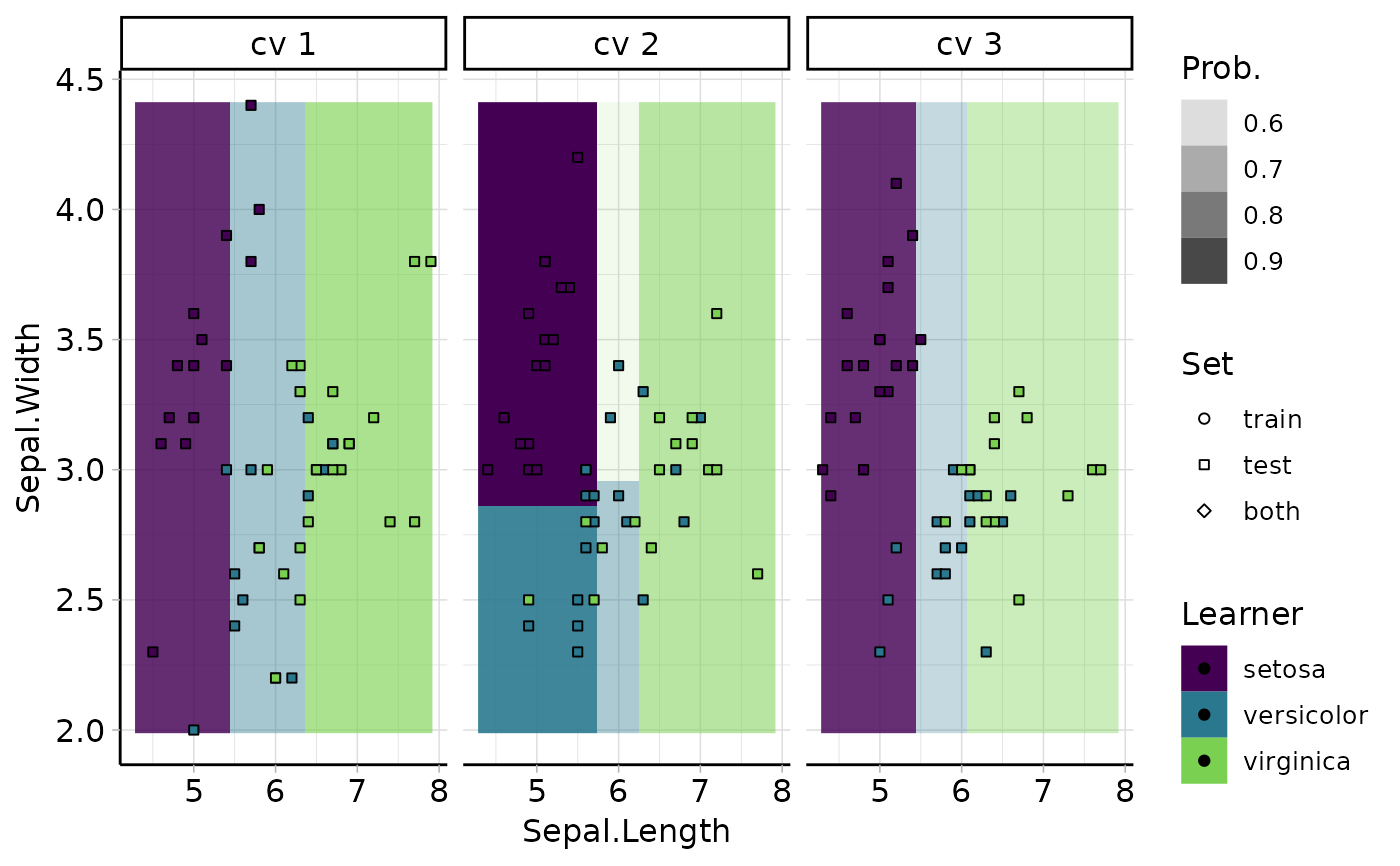 cv 1 cv 2 cv 3
4.5
4.0
3.5
3.0
2.5
2.0
Sepal.Width
5 6 7 8 5 6 7 8 5 6 7 8
Sepal.Length
Prob.
0.6
0.7
0.8
0.9
Set
train
test
both
Learner
setosa
versicolor
virginica